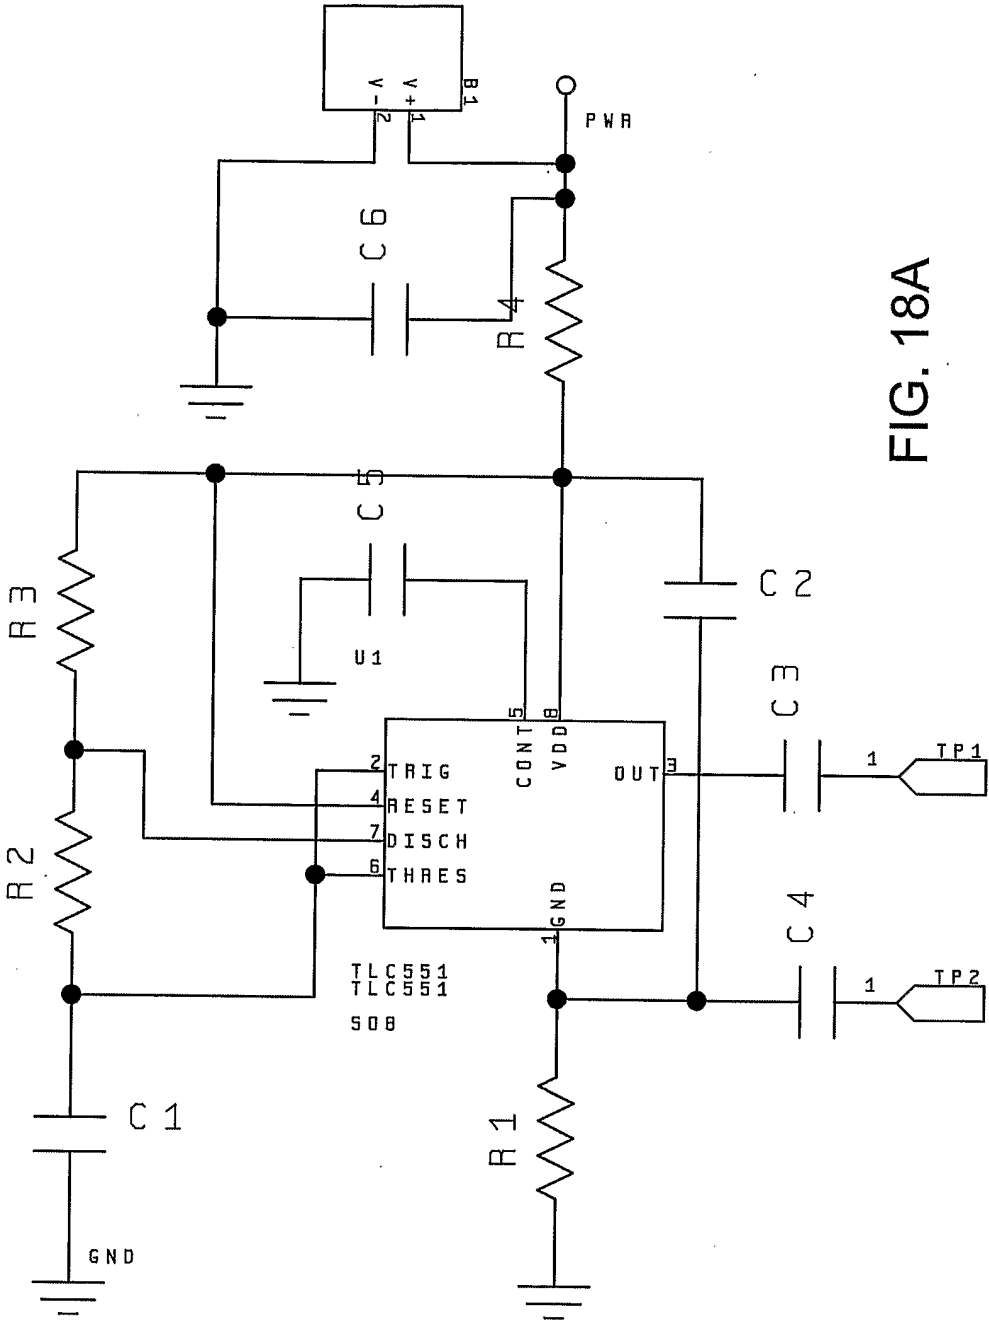 B1
V-
V+
2
1
PWR
C6
R4
FIG. 18A
C5
R3
C2
U1
C3
5
8
CONT
VDD
2
TRIG
OUT
3
1
TP1
4
RESET
7
DISCH
6
THRES
R2
GND
1
C4
TLC551
TLC551
SO8
1
TP2
C1
R1
GND